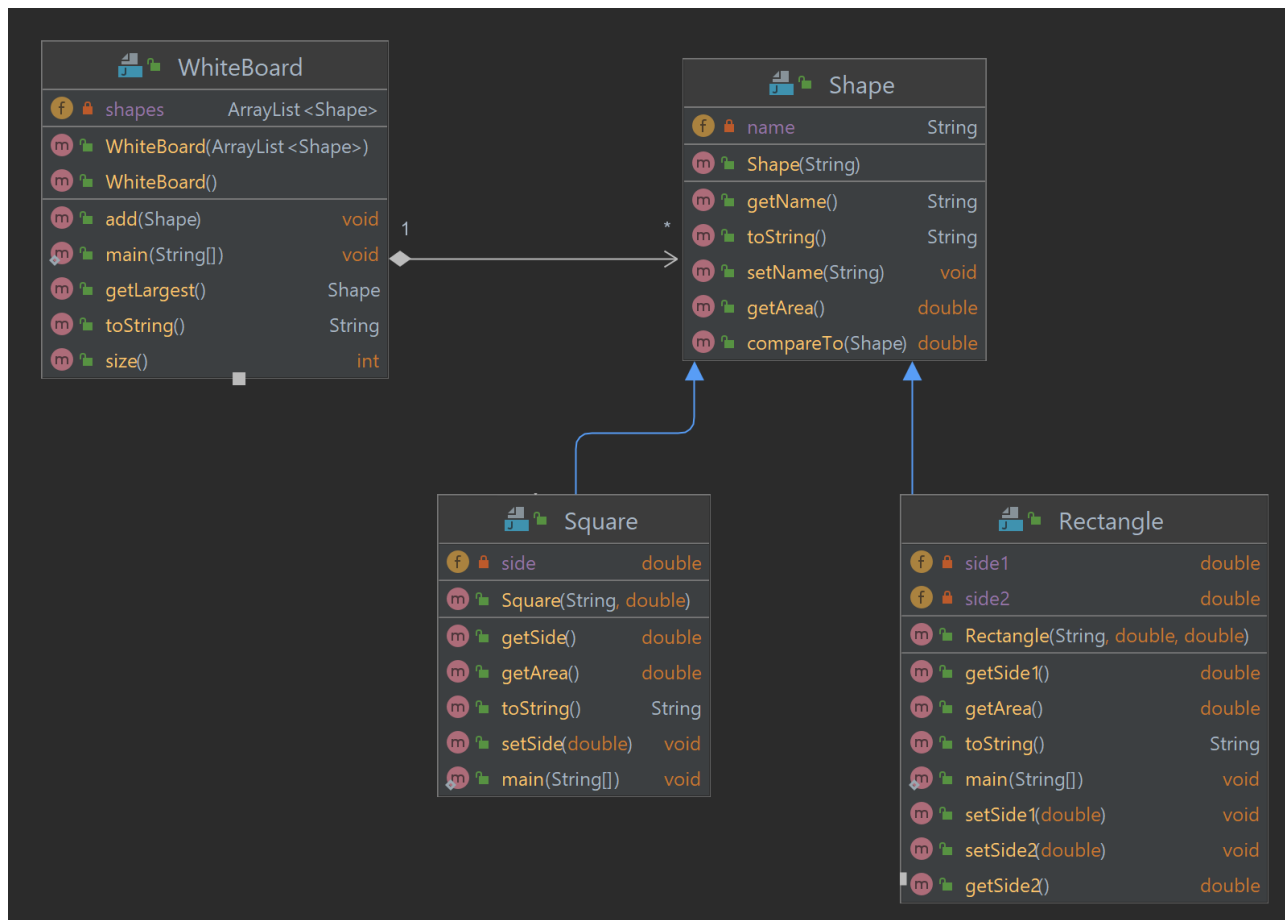 WhiteBoard
f shapes ArrayList<Shape>
m WhiteBoard(ArrayList<Shape>)
m WhiteBoard()
m add(Shape) void
m main(String[]) void
m getLargest() Shape
m toString() String
m size() int
1
*
Shape
f name String
m Shape(String)
m getName() String
m toString() String
m setName(String) void
m getArea() double
m compareTo(Shape) double
Square
f side double
m Square(String, double)
m getSide() double
m getArea() double
m toString() String
m setSide(double) void
m main(String[]) void
Rectangle
f side1 double
f side2 double
m Rectangle(String, double, double)
m getSide1() double
m getArea() double
m toString() String
m main(String[]) void
m setSide1(double) void
m setSide2(double) void
m getSide2() double